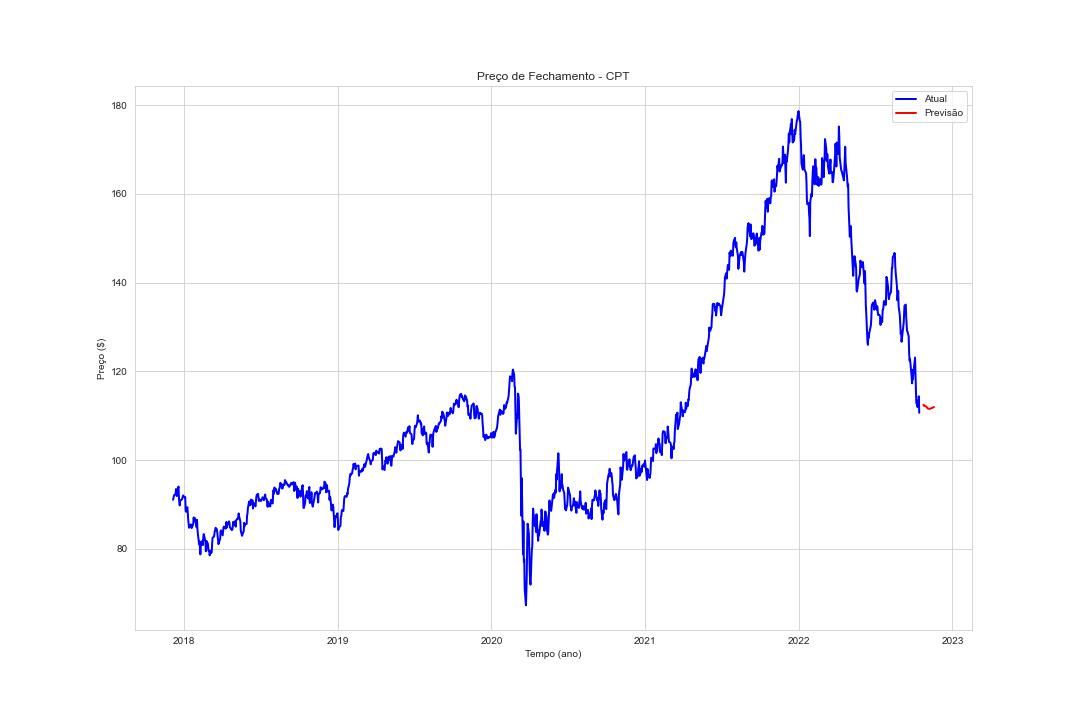 Preço de Fechamento - CPT
Atual
Previsão
Preço ($)
180
160
140
120
100
80
2018
2019
2020
2021
2022
2023
Tempo (ano)